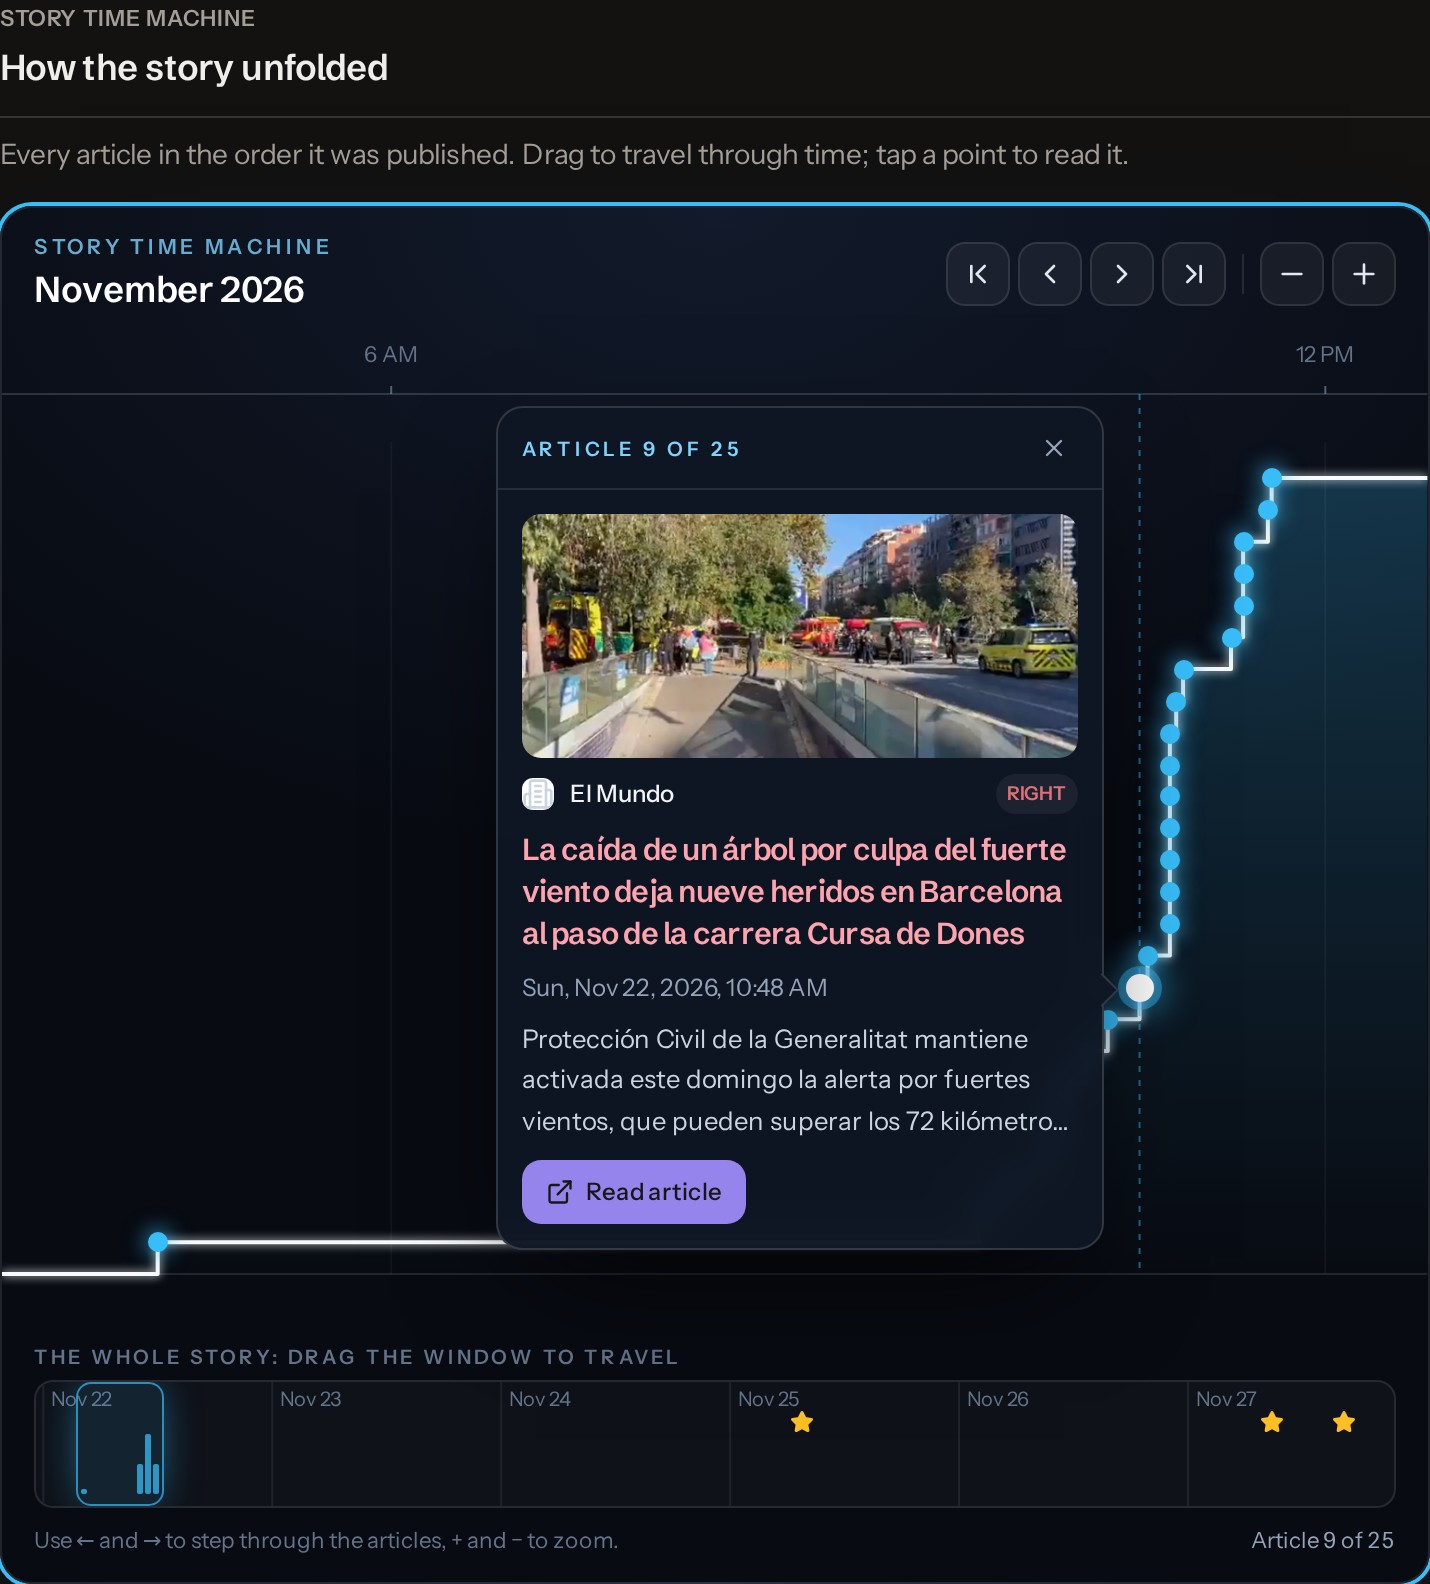 STORY TIME MACHINE
How the story unfolded
Every article in the order it was published. Drag to travel through time; tap a point to read it.
STORY TIME MACHINE
November 2026
6 AM
12 PM
ARTICLE 9 OF 25
El Mundo
RIGHT
La caída de un árbol por culpa del fuerte
viento deja nueve heridos en Barcelona
al paso de la carrera Cursa de Dones
Sun, Nov 22, 2026, 10:48 AM
Protección Civil de la Generalitat mantiene
activada este domingo la alerta por fuertes
vientos, que pueden superar los 72 kilómetro...
Read article
THE WHOLE STORY: DRAG THE WINDOW TO TRAVEL
Nov 22
Nov 23
Nov 24
Nov 25
Nov 26
Nov 27
Use ← and → to step through the articles, + and − to zoom.
Article 9 of 25